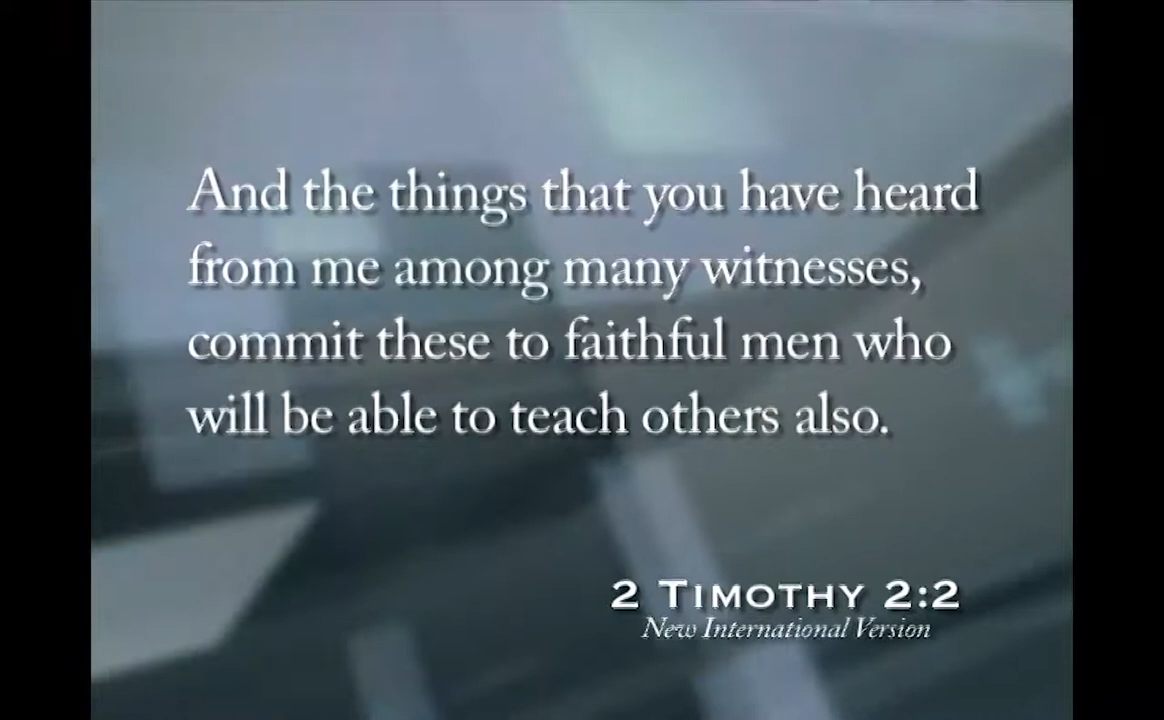 And the things that you have heard
from me among many witnesses,
commit these to faithful men who
will be able to teach others also.
2 Timothy 2:2
New International Version